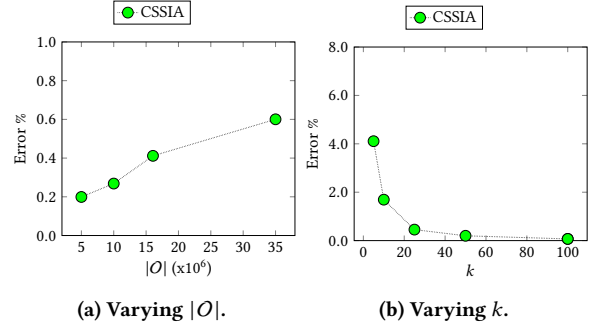 CSSIA
1.0
0.8
0.6
0.4
0.2
0.0
Error %
5 10 15 20 25 30 35
|O| (x10⁶)
(a) Varying |O|.
CSSIA
8.0
6.0
4.0
2.0
0.0
Error %
0 20 40 60 80 100
k
(b) Varying k.